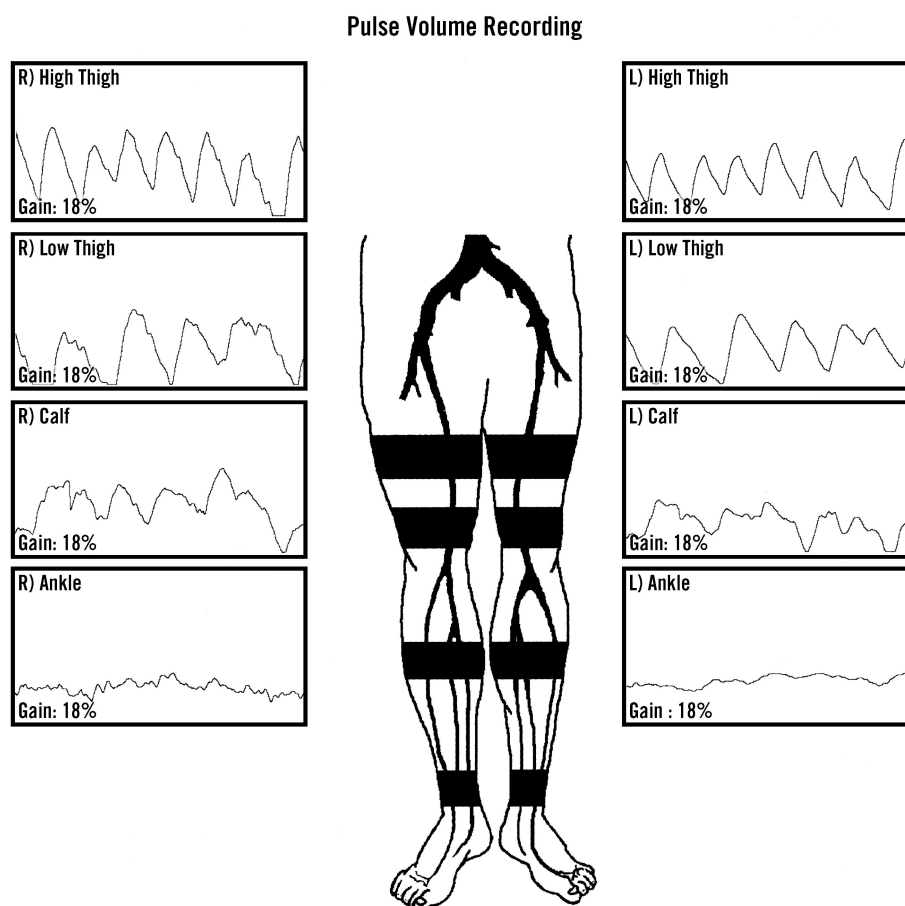 Pulse Volume Recording
R) High Thigh
Gain: 18%
L) High Thigh
Gain: 18%
R) Low Thigh
Gain: 18%
L) Low Thigh
Gain: 18%
R) Calf
Gain: 18%
L) Calf
Gain: 18%
R) Ankle
Gain: 18%
L) Ankle
Gain : 18%